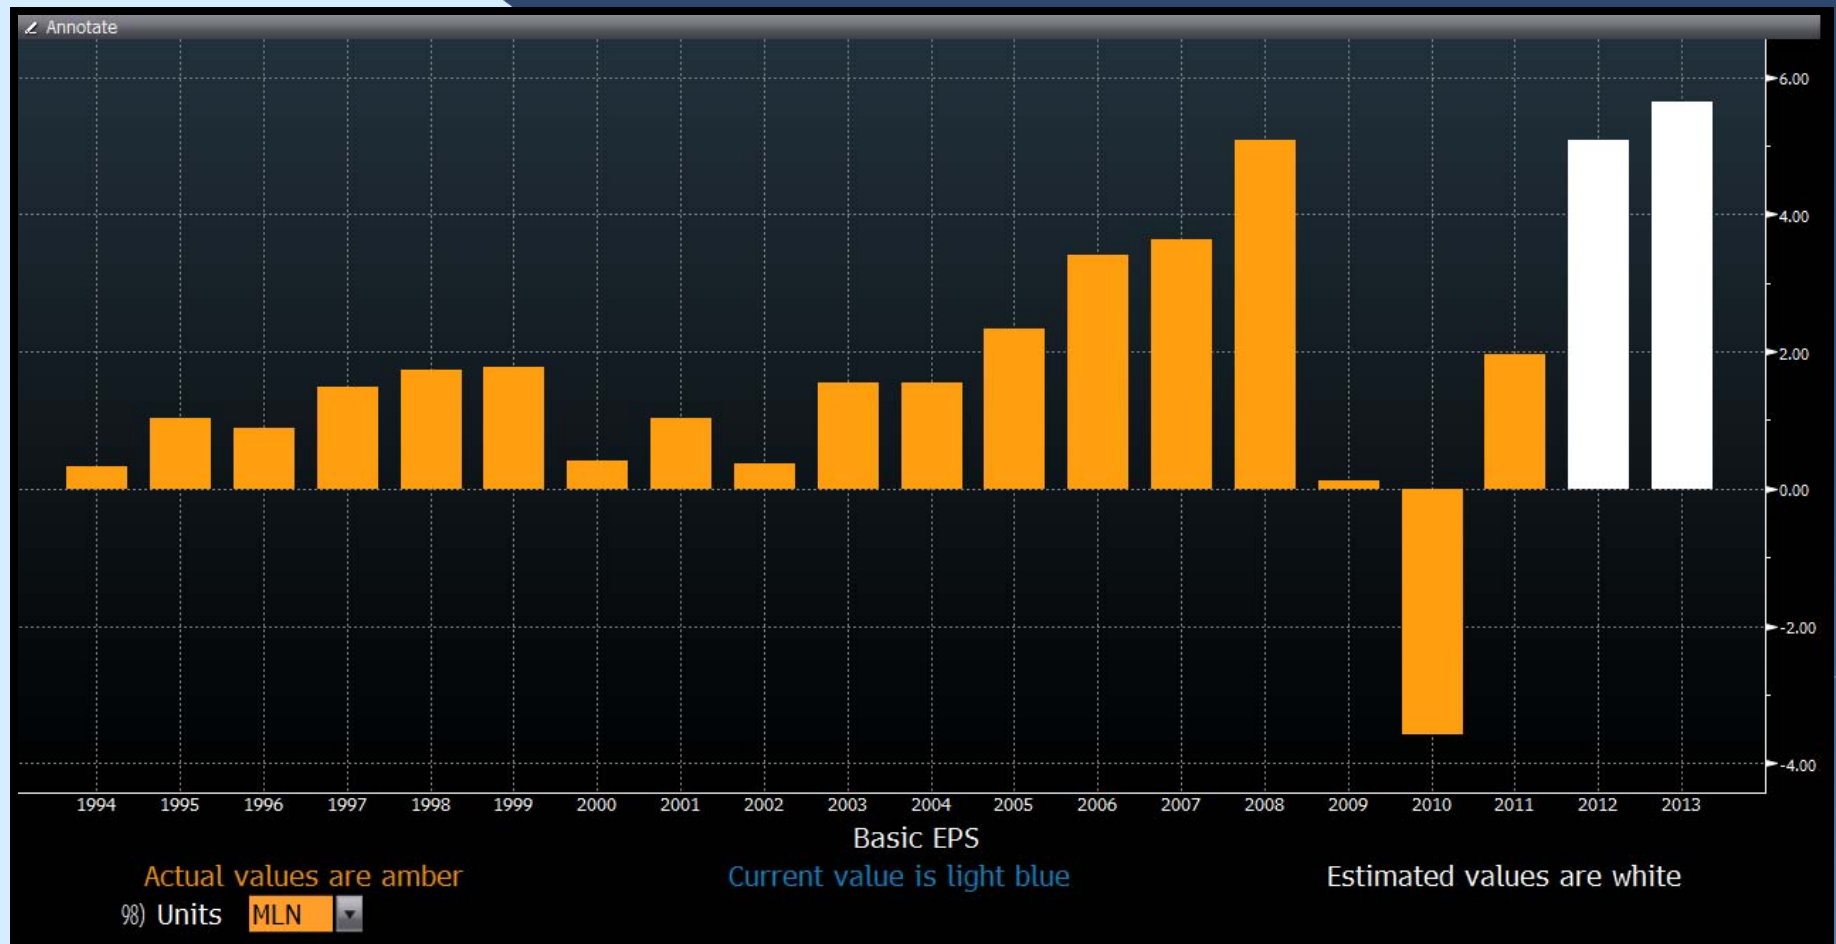 Annotate
6.00
4.00
2.00
0.00
-2.00
-4.00
1994 1995 1996 1997 1998 1999 2000 2001 2002 2003 2004 2005 2006 2007 2008 2009 2010 2011 2012 2013
Basic EPS
Actual values are amber Current value is light blue Estimated values are white
98) Units MLN